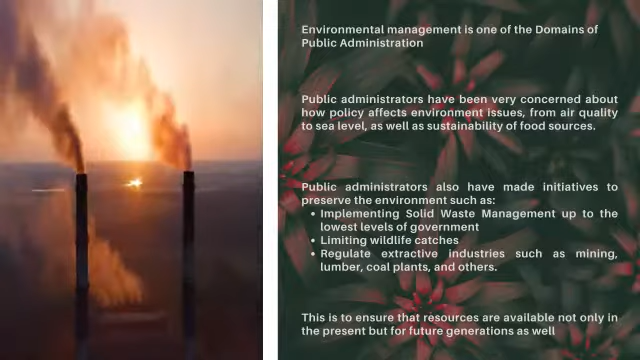 Environmental management is one of the Domains of
Public Administration
Public administrators have been very concerned about
how policy affects environment issues, from air quality
to sea level, as well as sustainability of food sources.
Public administrators also have made initiatives to
preserve the environment such as:
• Implementing Solid Waste Management up to the
lowest levels of government
• Limiting wildlife catches
• Regulate extractive industries such as mining,
lumber, coal plants, and others.
This is to ensure that resources are available not only in
the present but for future generations as well